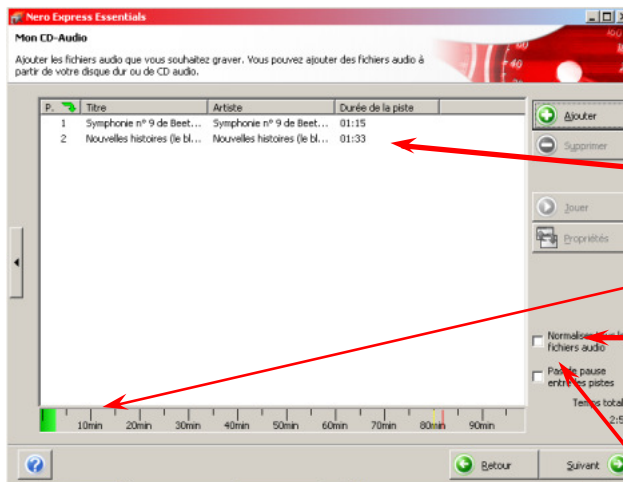 Nero Express Essentials
Mon CD-Audio
Ajouter les fichiers audio que vous souhaitez graver. Vous pouvez ajouter des fichiers audio à
partir de votre disque dur ou de CD audio.
P. Titre Artiste Durée de la piste
1 Symphonie n° 9 de Beet... Symphonie n° 9 de Beet... 01:15
2 Nouvelles histoires (le bl... Nouvelles histoires (le bl... 01:33
Ajouter
Supprimer
Jouer
Propriétés
Normaliser
fichiers audio
Pas de pause
entre les pistes
Temps total
10min 20min 30min 40min 50min 60min 70min 80min 90min
Retour Suivant